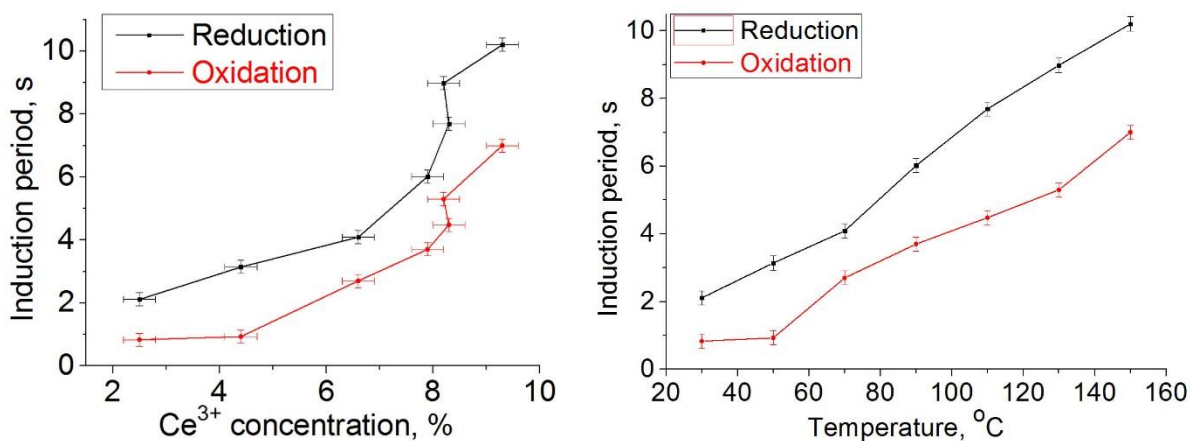 Reduction
Oxidation
Induction period, s
10
8
6
4
2
0
2 4 6 8 10
Ce³⁺ concentration, %
Reduction
Oxidation
Induction period, s
10
8
6
4
2
0
20 40 60 80 100 120 140 160
Temperature, °C